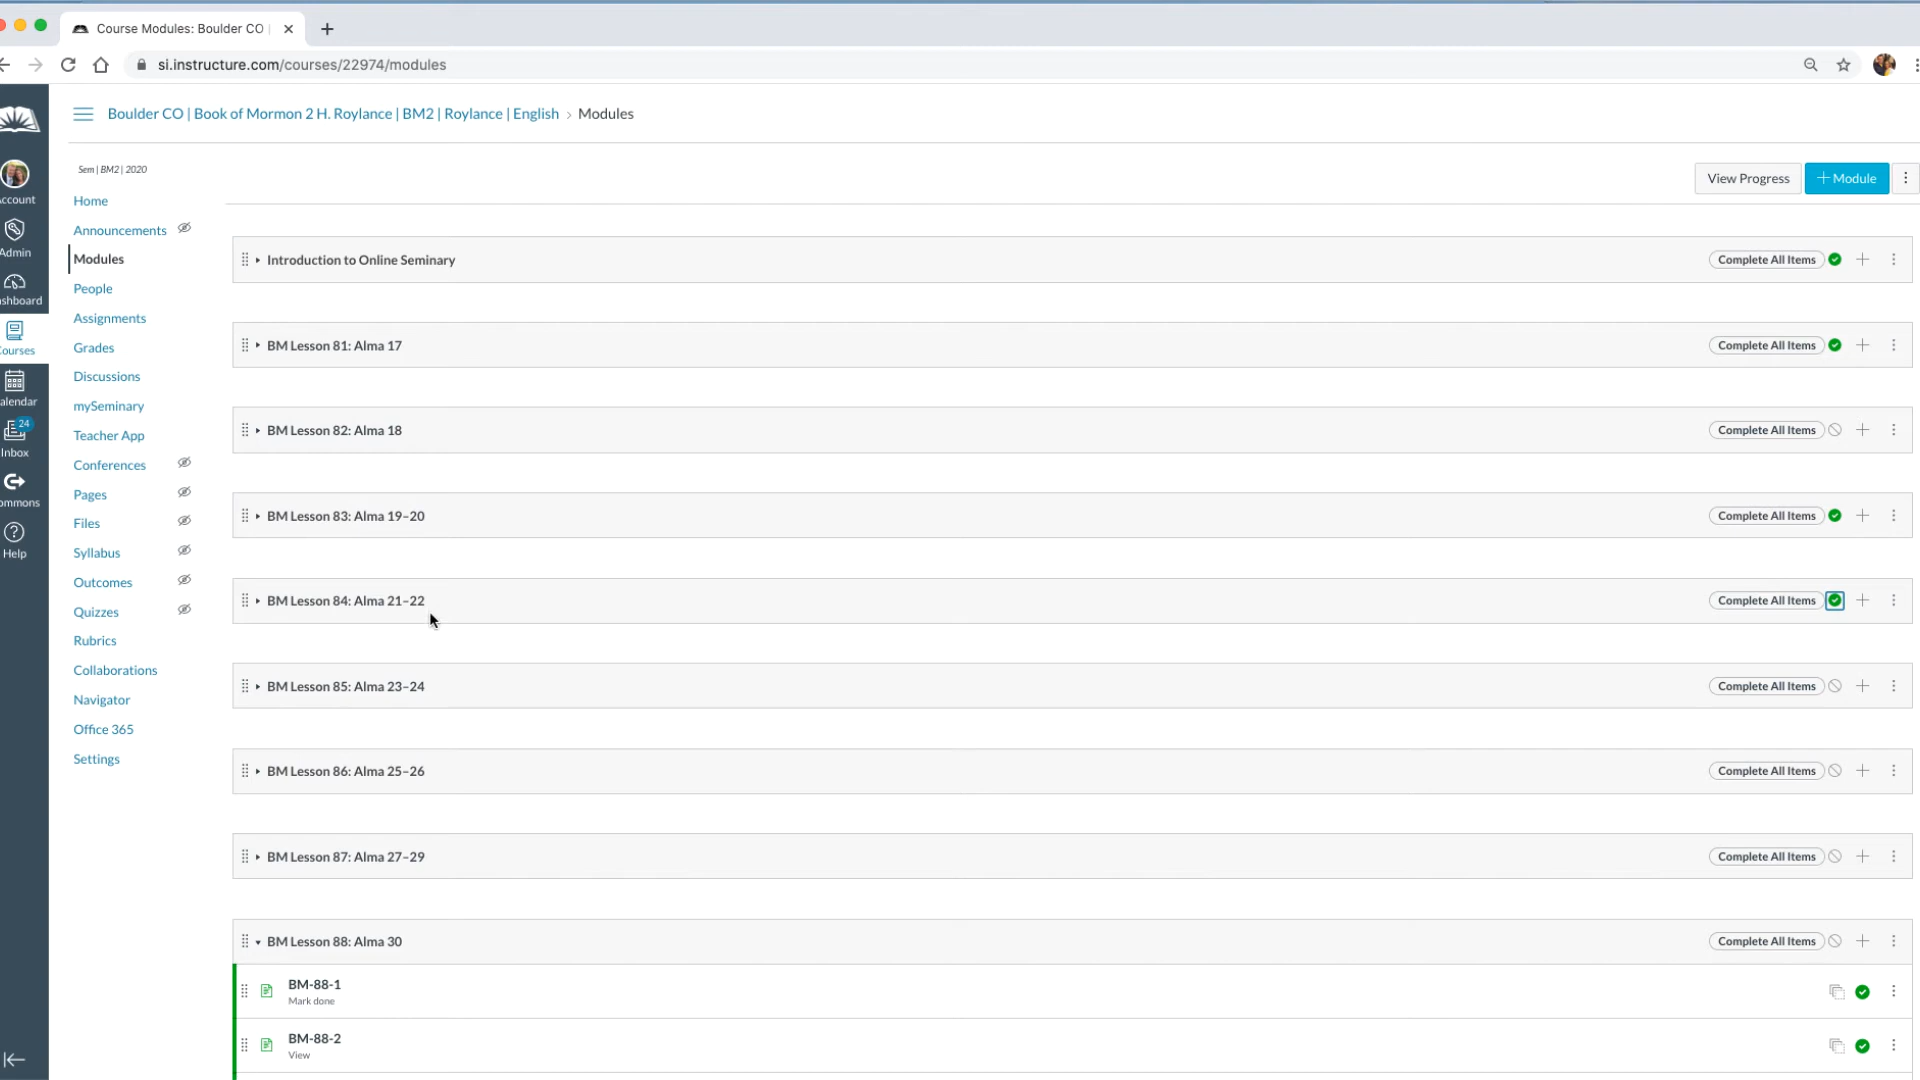 Course Modules: Boulder CO |
si.instructure.com/courses/22974/modules
Boulder CO | Book of Mormon 2 H. Roylance | BM2 | Roylance | English › Modules
Sem | BM2 | 2020
View Progress
+ Module
ccount
Admin
ashboard
Courses
alendar
24
Inbox
ommons
Help
Home
Announcements
Modules
People
Assignments
Grades
Discussions
mySeminary
Teacher App
Conferences
Pages
Files
Syllabus
Outcomes
Quizzes
Rubrics
Collaborations
Navigator
Office 365
Settings
Introduction to Online Seminary Complete All Items
BM Lesson 81: Alma 17 Complete All Items
BM Lesson 82: Alma 18 Complete All Items
BM Lesson 83: Alma 19–20 Complete All Items
BM Lesson 84: Alma 21–22 Complete All Items
BM Lesson 85: Alma 23–24 Complete All Items
BM Lesson 86: Alma 25–26 Complete All Items
BM Lesson 87: Alma 27–29 Complete All Items
BM Lesson 88: Alma 30 Complete All Items
BM-88-1
Mark done
BM-88-2
View